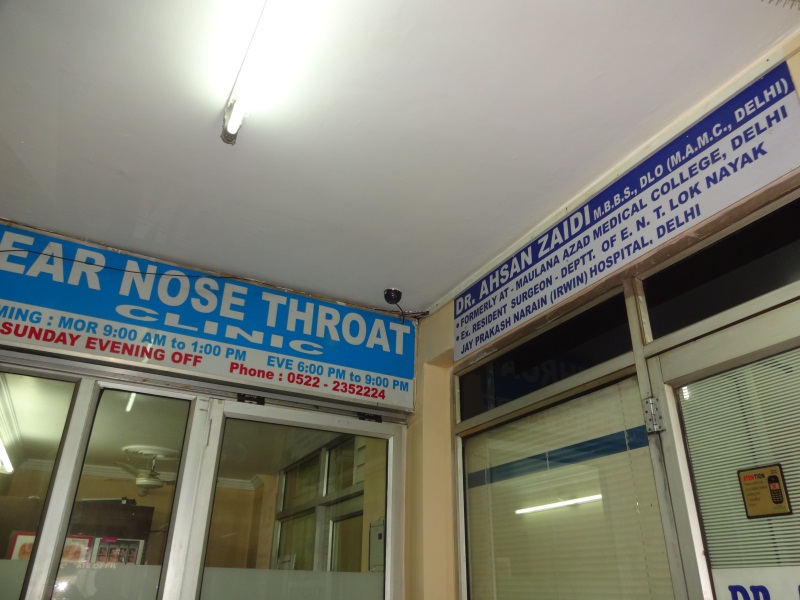 EAR NOSE THROAT
CLINIC
MING : MOR 9:00 AM to 1:00 PM EVE 6:00 PM to 9:00 PM
SUNDAY EVENING OFF Phone : 0522 - 2352224
DR. AHSAN ZAIDI M.B.B.S., DLO (M.A.M.C., DELHI)
• FORMERLY AT - MAULANA AZAD MEDICAL COLLEGE, DELHI
• Ex. RESIDENT SURGEON - DEPTT. OF E. N. T. LOK NAYAK
JAY PRAKASH NARAIN (IRWIN) HOSPITAL, DELHI
ATTENTION
DR.